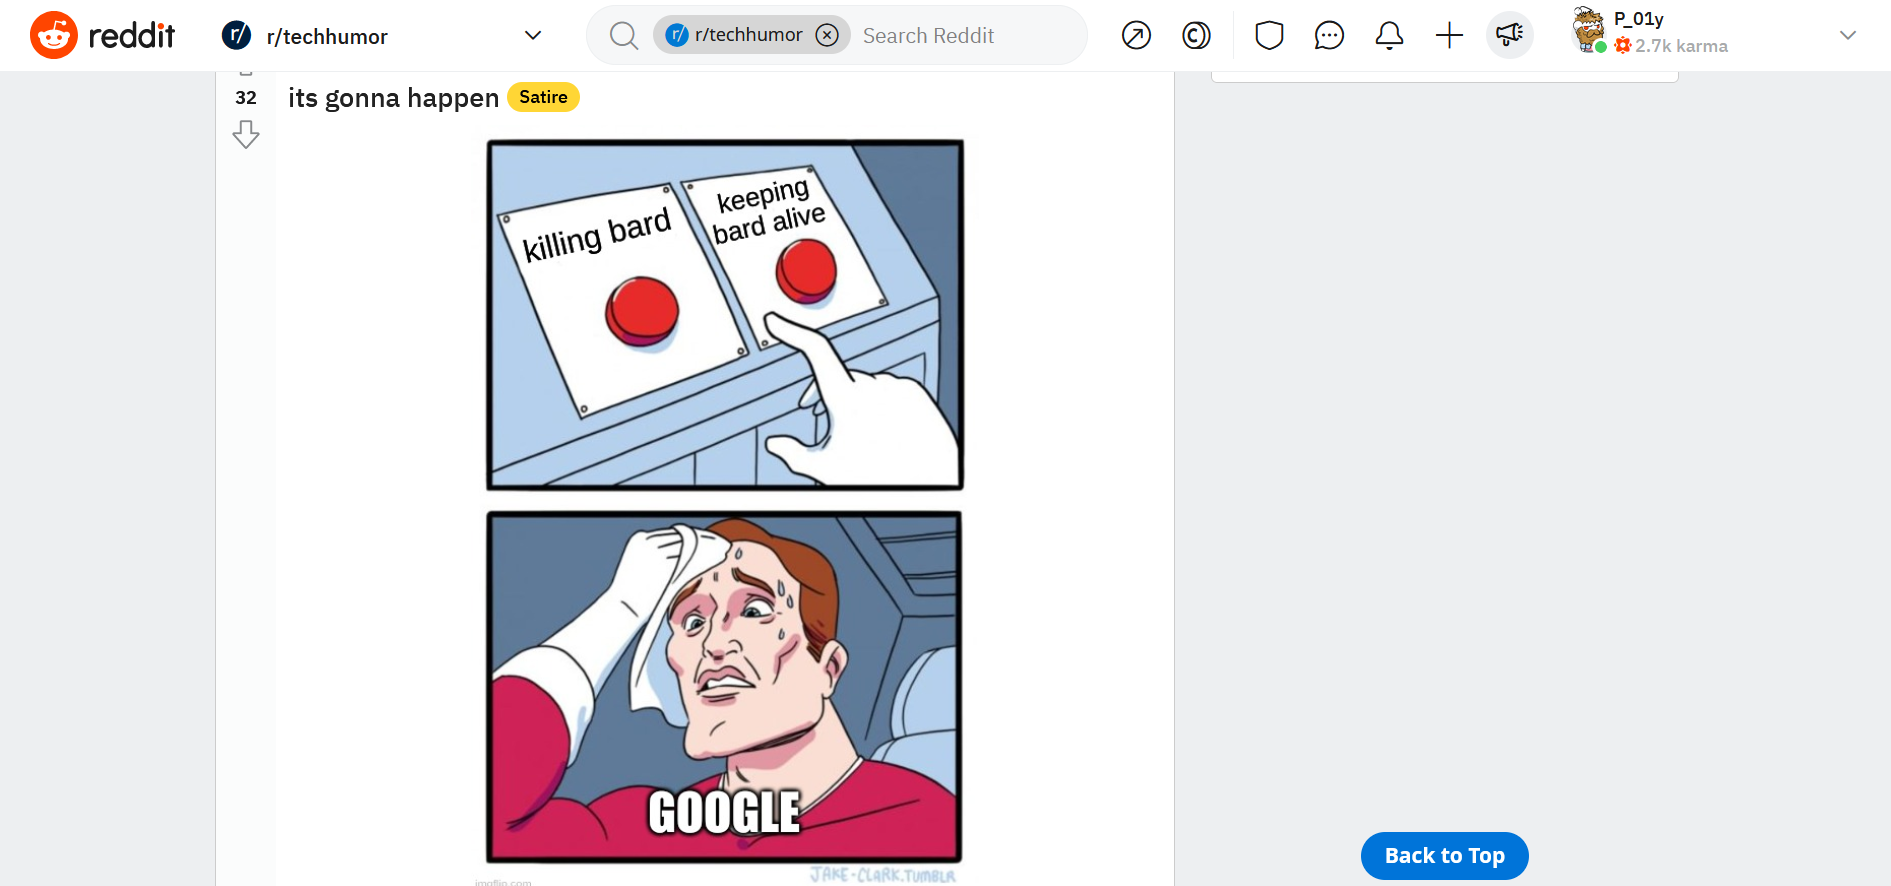 reddit
r/
r/techhumor
r/
r/techhumor
Search Reddit
P_01y
2.7k karma
32
its gonna happen
Satire
killing bard
keeping
bard alive
GOOGLE
JAKE-CLARK.TUMBLR
imgflip.com
Back to Top